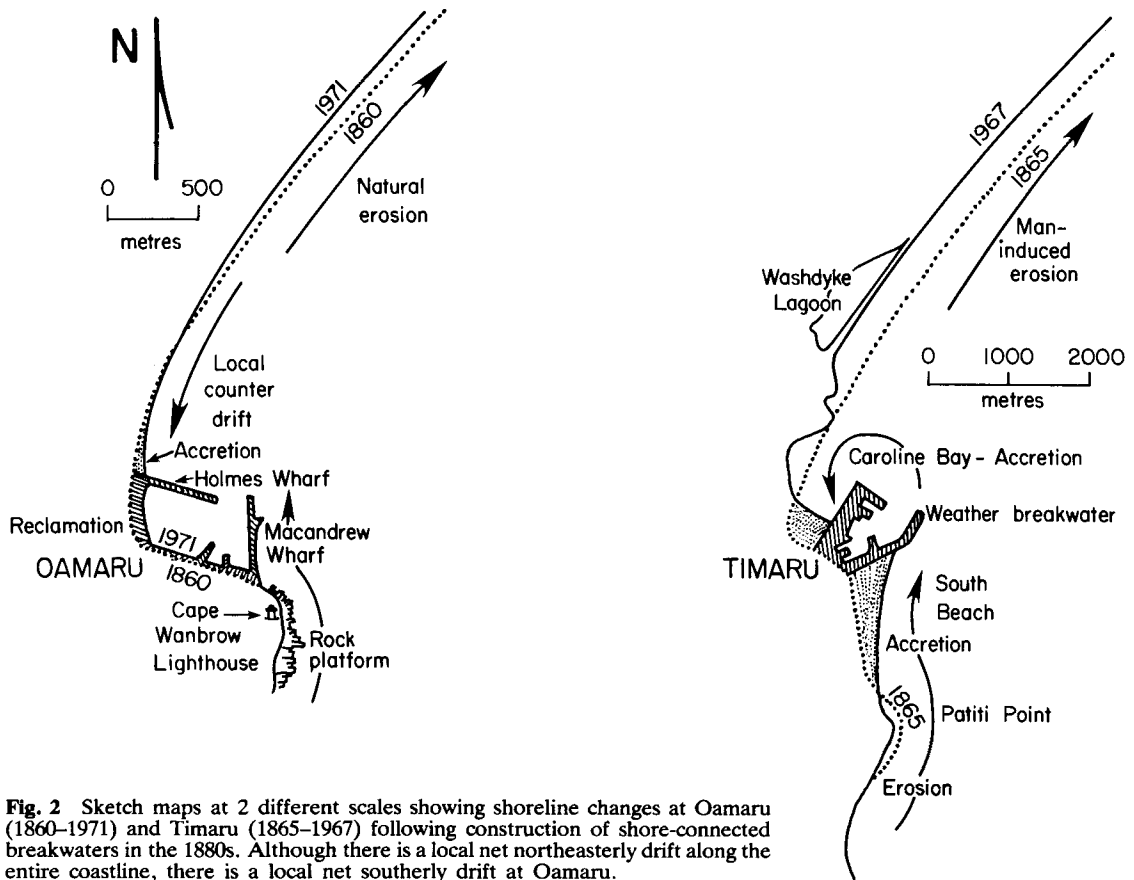 N
0 500
metres
1971
1860
Natural
erosion
Local
counter
drift
Accretion
Holmes Wharf
Reclamation
1971
Macandrew
Wharf
OAMARU
1860
Cape
Wanbrow
Lighthouse
Rock
platform
1967
1865
Man-
induced
erosion
Washdyke
Lagoon
0 1000 2000
metres
Caroline Bay - Accretion
Weather breakwater
TIMARU
South
Beach
Accretion
1865
Patiti Point
Erosion
Fig. 2 Sketch maps at 2 different scales showing shoreline changes at Oamaru
(1860–1971) and Timaru (1865–1967) following construction of shore-connected
breakwaters in the 1880s. Although there is a local net northeasterly drift along the
entire coastline, there is a local net southerly drift at Oamaru.